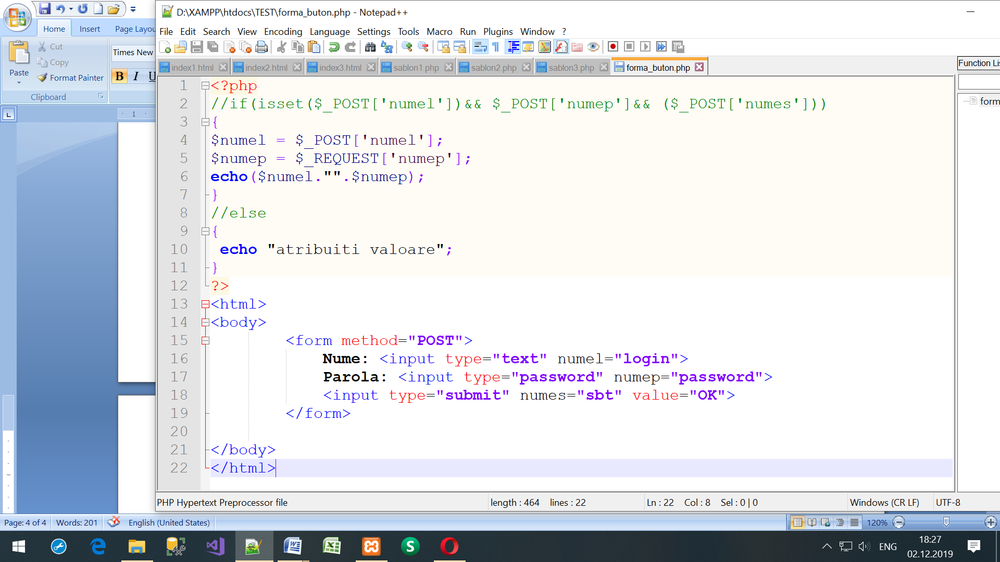 D:\XAMPP\htdocs\TEST\forma_buton.php - Notepad++
File Edit Search View Encoding Language Settings Tools Macro Run Plugins Window ?
Home Insert Page Layou
Cut
Copy
Paste
Format Painter
Clipboard
Times New
B I U
index1.html index2.html index3.html sablon1.php sablon2.php sablon3.php forma_buton.php
Function Lis
form
1
1 <?php
2 //if(isset($_POST['numel'])&& $_POST['numep']&& ($_POST['numes']))
3 {
4 $numel = $_POST['numel'];
5 $numep = $_REQUEST['numep'];
6 echo($numel."".$numep);
7 }
8 //else
9 {
10 echo "atribuiti valoare";
11 }
12 ?>
13 <html>
14 <body>
15 <form method="POST">
16 Nume: <input type="text" numel="login">
17 Parola: <input type="password" numep="password">
18 <input type="submit" numes="sbt" value="OK">
19 </form>
20
21 </body>
22 </html>
PHP Hypertext Preprocessor file length : 464 lines : 22 Ln : 22 Col : 8 Sel : 0 | 0 Windows (CR LF) UTF-8
Page: 4 of 4 Words: 201 English (United States) 120%
ENG
18:27
02.12.2019